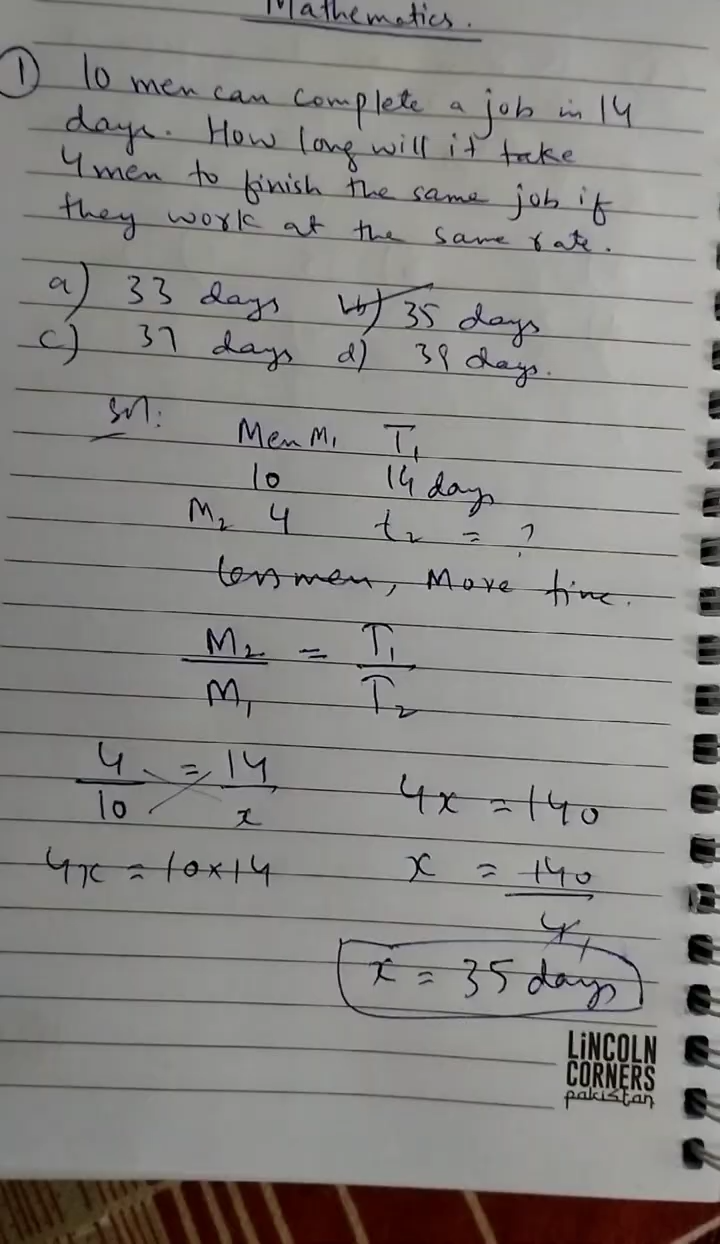 Mathematics.
① 10 men can complete a job in 14
days. How long will it take
4 men to finish the same job if
they work at the same rate.
a) 33 days b) 35 days
c) 37 days d) 39 days.
Sol:
Men M₁ T₁
10 14 days
M₂ 4 t₂ = ?
less men, More time.
M₂/M₁ = T₁/T₂
4/10 = 14/x 4x = 140
4x = 10×14 x = 140/4
x = 35 days
LiNCOLN
CORNERS
pakistan